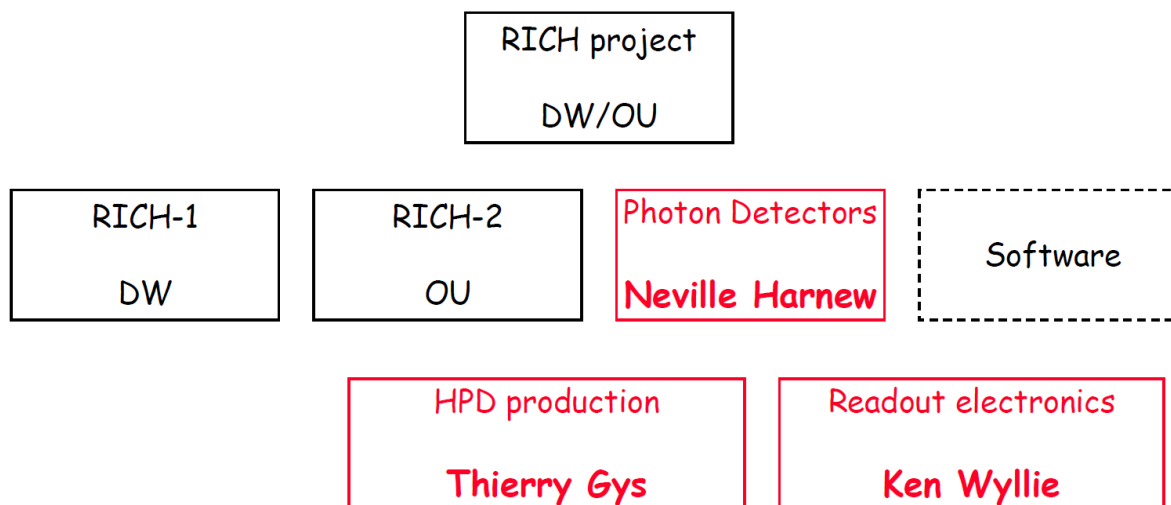 RICH project
DW/OU
RICH-1
DW
RICH-2
OU
Photon Detectors
Neville Harnew
Software
HPD production
Thierry Gys
Readout electronics
Ken Wyllie